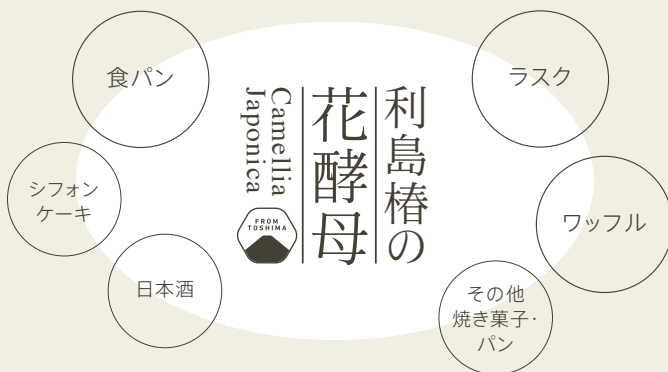 利島椿の
花酵母
Camellia
Japonica
FROM
TOSHIMA
食パン
シフォン
ケーキ
日本酒
ラスク
ワッフル
その他
焼き菓子・
パン